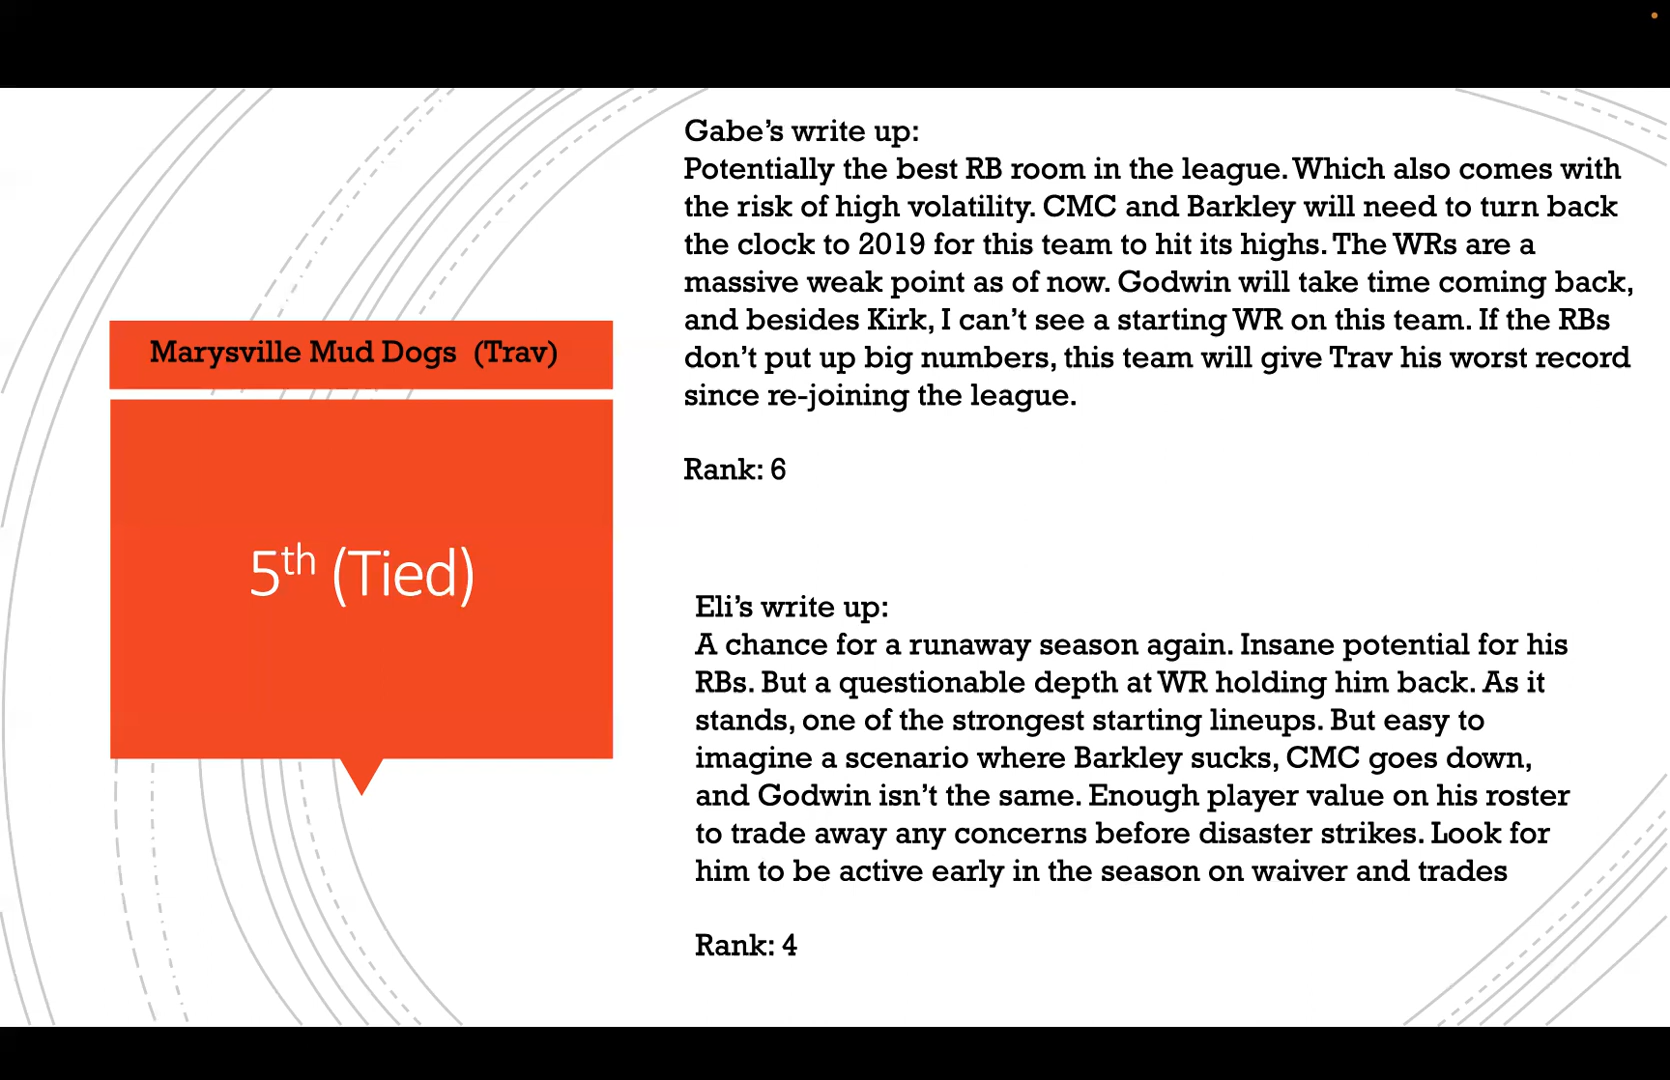 Marysville Mud Dogs (Trav)
5th (Tied)
Gabe's write up:
Potentially the best RB room in the league. Which also comes with
the risk of high volatility. CMC and Barkley will need to turn back
the clock to 2019 for this team to hit its highs. The WRs are a
massive weak point as of now. Godwin will take time coming back,
and besides Kirk, I can't see a starting WR on this team. If the RBs
don't put up big numbers, this team will give Trav his worst record
since re-joining the league.
Rank: 6
Eli's write up:
A chance for a runaway season again. Insane potential for his
RBs. But a questionable depth at WR holding him back. As it
stands, one of the strongest starting lineups. But easy to
imagine a scenario where Barkley sucks, CMC goes down,
and Godwin isn't the same. Enough player value on his roster
to trade away any concerns before disaster strikes. Look for
him to be active early in the season on waiver and trades
Rank: 4